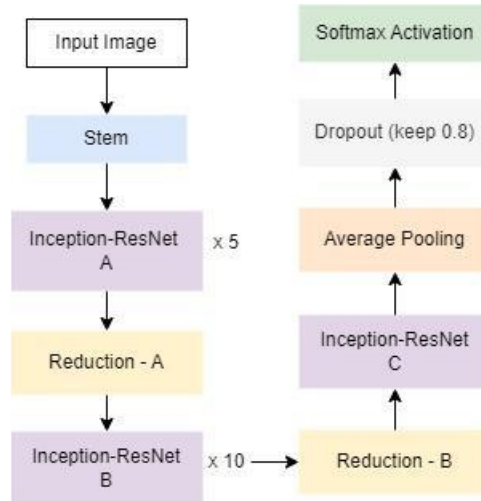 Input Image
Stem
Inception-ResNet
A
x 5
Reduction - A
Inception-ResNet
B
x 10
Reduction - B
Inception-ResNet
C
Average Pooling
Dropout (keep 0.8)
Softmax Activation